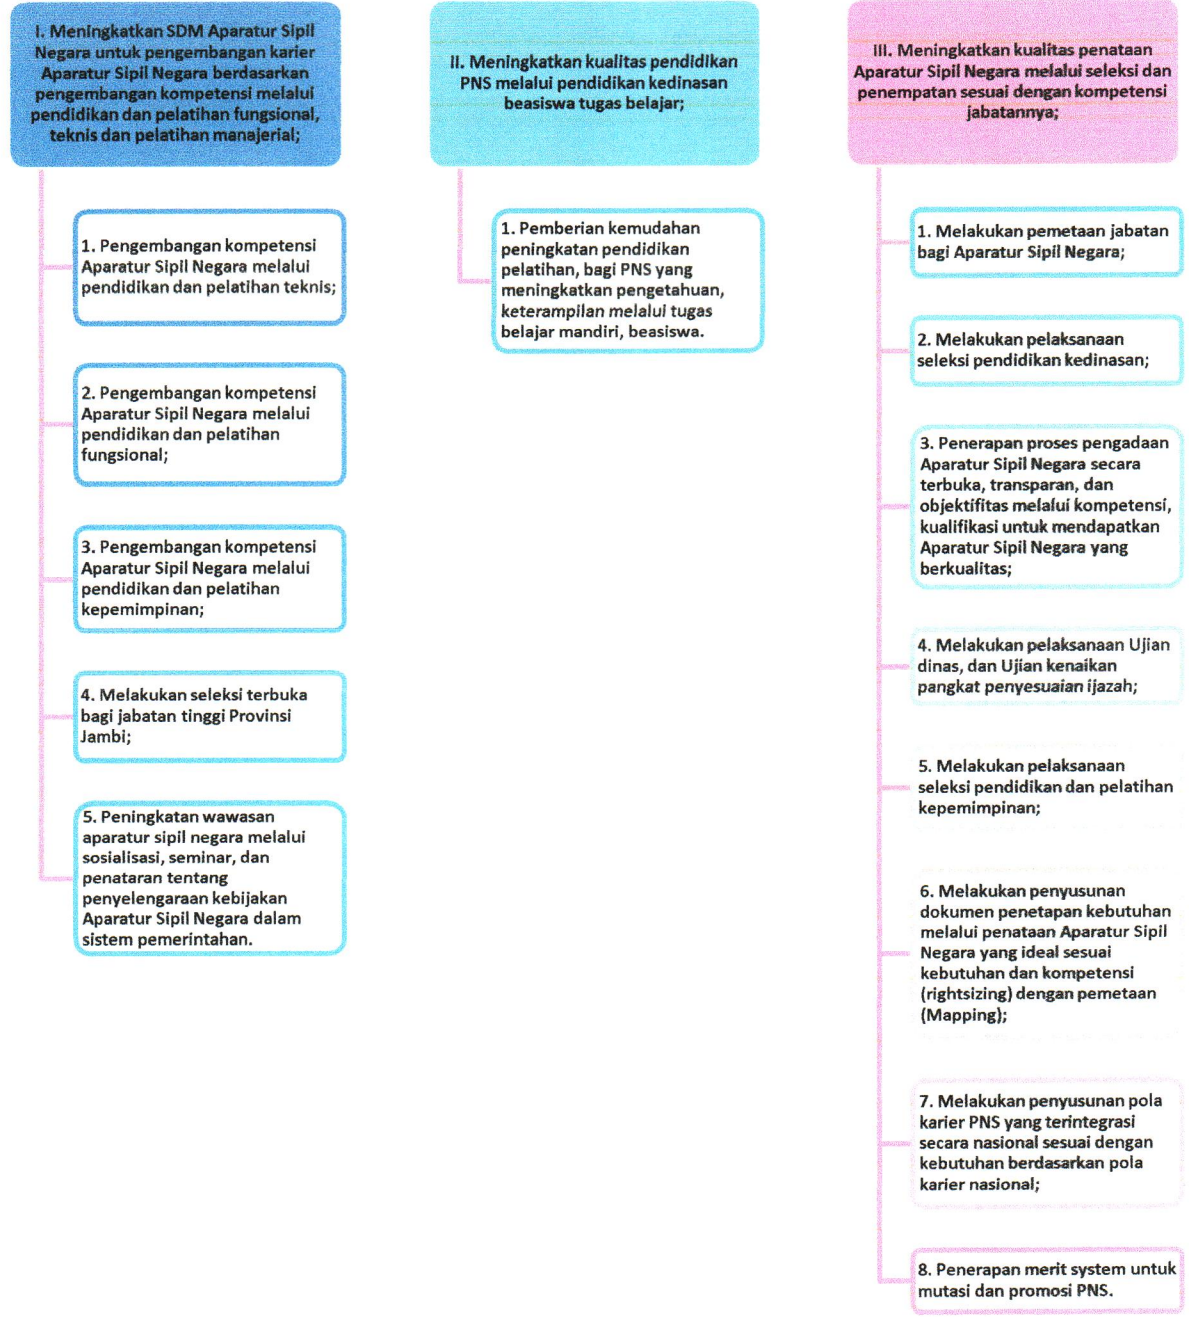 I. Meningkatkan SDM Aparatur Sipil
Negara untuk pengembangan karier
Aparatur Sipil Negara berdasarkan
pengembangan kompetensi melalui
pendidikan dan pelatihan fungsional,
teknis dan pelatihan manajerial;
1. Pengembangan kompetensi
Aparatur Sipil Negara melalui
pendidikan dan pelatihan teknis;
2. Pengembangan kompetensi
Aparatur Sipil Negara melalui
pendidikan dan pelatihan
fungsional;
3. Pengembangan kompetensi
Aparatur Sipil Negara melalui
pendidikan dan pelatihan
kepemimpinan;
4. Melakukan seleksi terbuka
bagi jabatan tinggi Provinsi
Jambi;
5. Peningkatan wawasan
aparatur sipil negara melalui
sosialisasi, seminar, dan
penataran tentang
penyelengaraan kebijakan
Aparatur Sipil Negara dalam
sistem pemerintahan.
II. Meningkatkan kualitas pendidikan
PNS melalui pendidikan kedinasan
beasiswa tugas belajar;
1. Pemberian kemudahan
peningkatan pendidikan
pelatihan, bagi PNS yang
meningkatkan pengetahuan,
keterampilan melalui tugas
belajar mandiri, beasiswa.
III. Meningkatkan kualitas penataan
Aparatur Sipil Negara melalui seleksi dan
penempatan sesuai dengan kompetensi
jabatannya;
1. Melakukan pemetaan jabatan
bagi Aparatur Sipil Negara;
2. Melakukan pelaksanaan
seleksi pendidikan kedinasan;
3. Penerapan proses pengadaan
Aparatur Sipil Negara secara
terbuka, transparan, dan
objektifitas melalui kompetensi,
kualifikasi untuk mendapatkan
Aparatur Sipil Negara yang
berkualitas;
4. Melakukan pelaksanaan Ujian
dinas, dan Ujian kenaikan
pangkat penyesuaian ijazah;
5. Melakukan pelaksanaan
seleksi pendidikan dan pelatihan
kepemimpinan;
6. Melakukan penyusunan
dokumen penetapan kebutuhan
melalui penataan Aparatur Sipil
Negara yang ideal sesuai
kebutuhan dan kompetensi
(rightsizing) dengan pemetaan
(Mapping);
7. Melakukan penyusunan pola
karier PNS yang terintegrasi
secara nasional sesuai dengan
kebutuhan berdasarkan pola
karier nasional;
8. Penerapan merit system untuk
mutasi dan promosi PNS.